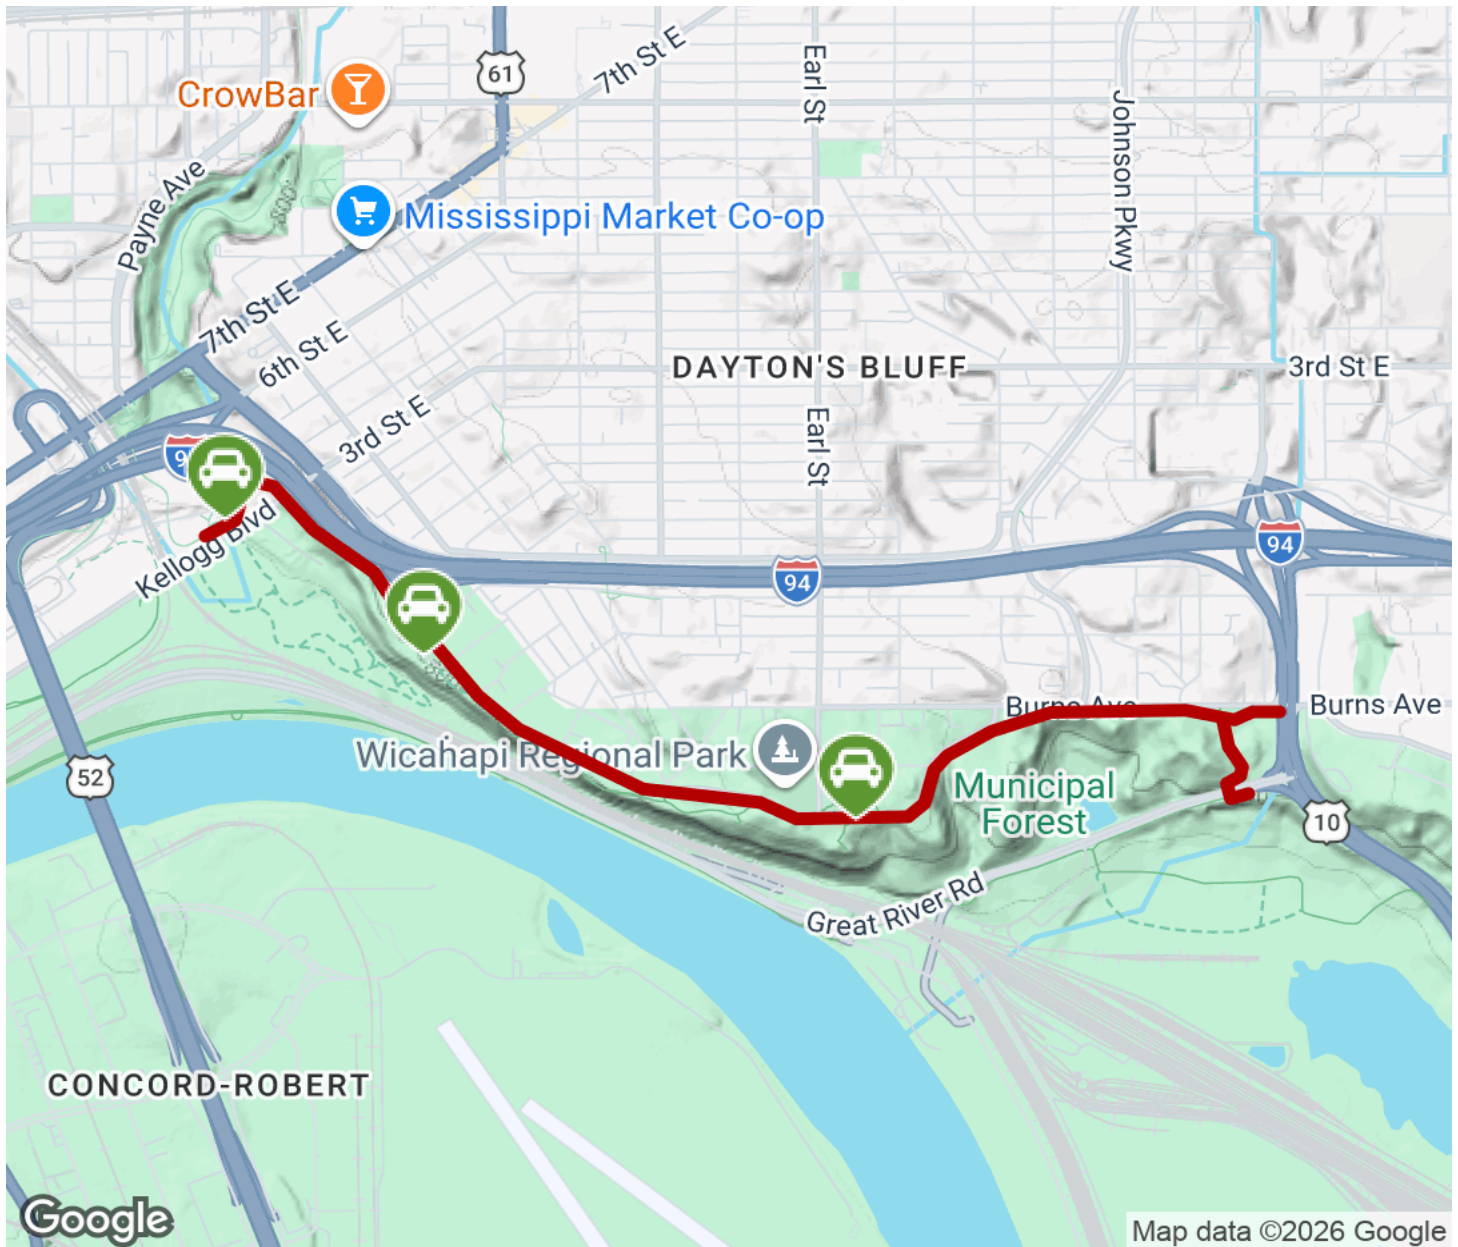 61
7th St E
Earl St
CrowBar
Johnson Pkwy
Payne Ave
Mississippi Market Co-op
7th St E
6th St E
DAYTON'S BLUFF
3rd St E
3rd St E
Earl St
9
Kellogg Blvd
94
94
Burns Ave
Burns Ave
Wicahapi Regional Park
52
Municipal
Forest
10
Great River Rd
CONCORD-ROBERT
Google
Map data ©2026 Google